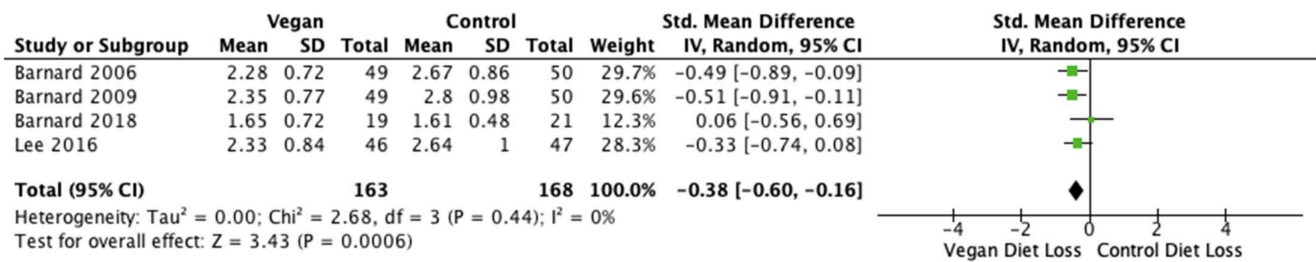 Vegan Control Std. Mean Difference Std. Mean Difference
Study or Subgroup Mean SD Total Mean SD Total Weight IV, Random, 95% CI IV, Random, 95% CI
Barnard 2006 2.28 0.72 49 2.67 0.86 50 29.7% −0.49 [−0.89, −0.09]
Barnard 2009 2.35 0.77 49 2.8 0.98 50 29.6% −0.51 [−0.91, −0.11]
Barnard 2018 1.65 0.72 19 1.61 0.48 21 12.3% 0.06 [−0.56, 0.69]
Lee 2016 2.33 0.84 46 2.64 1 47 28.3% −0.33 [−0.74, 0.08]
Total (95% CI) 163 168 100.0% −0.38 [−0.60, −0.16]
Heterogeneity: Tau² = 0.00; Chi² = 2.68, df = 3 (P = 0.44); I² = 0%
Test for overall effect: Z = 3.43 (P = 0.0006)
−4 −2 0 2 4
Vegan Diet Loss Control Diet Loss